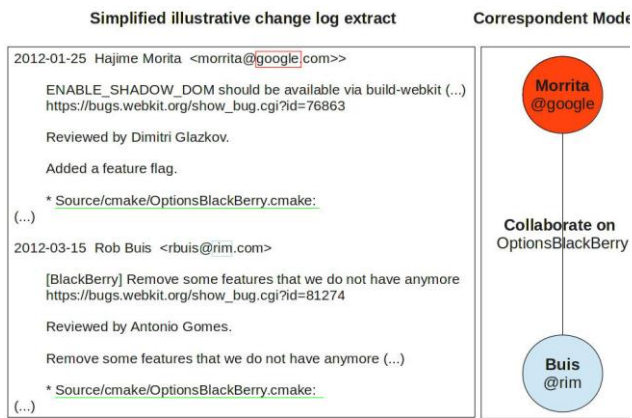 Simplified illustrative change log extract
Correspondent Mode
2012-01-25 Hajime Morita <morrita@google.com>>
ENABLE_SHADOW_DOM should be available via build-webkit (...)
https://bugs.webkit.org/show_bug.cgi?id=76863
Reviewed by Dimitri Glazkov.
Added a feature flag.
* Source/cmake/OptionsBlackBerry.cmake:
(...)
2012-03-15 Rob Buis <rbuis@rim.com>
[BlackBerry] Remove some features that we do not have anymore
https://bugs.webkit.org/show_bug.cgi?id=81274
Reviewed by Antonio Gomes.
Remove some features that we do not have anymore (...)
* Source/cmake/OptionsBlackBerry.cmake:
(...)
Morrita
@google
Collaborate on
OptionsBlackBerry
Buis
@rim